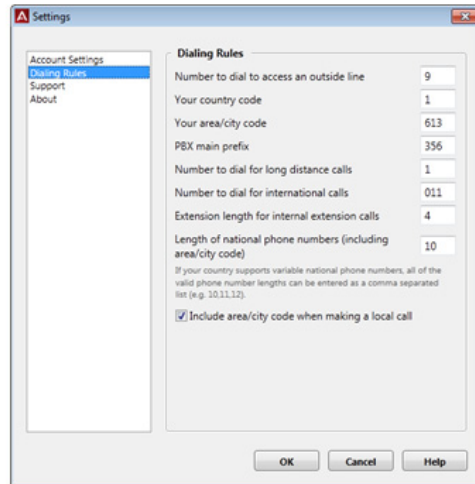 Settings
Account Settings
Dialing Rules
Support
About
Dialing Rules
Number to dial to access an outside line 9
Your country code 1
Your area/city code 613
PBX main prefix 356
Number to dial for long distance calls 1
Number to dial for international calls 011
Extension length for internal extension calls 4
Length of national phone numbers (including
area/city code) 10
If your country supports variable national phone numbers, all of the
valid phone number lengths can be entered as a comma separated
list (e.g. 10,11,12).
Include area/city code when making a local call
OK Cancel Help